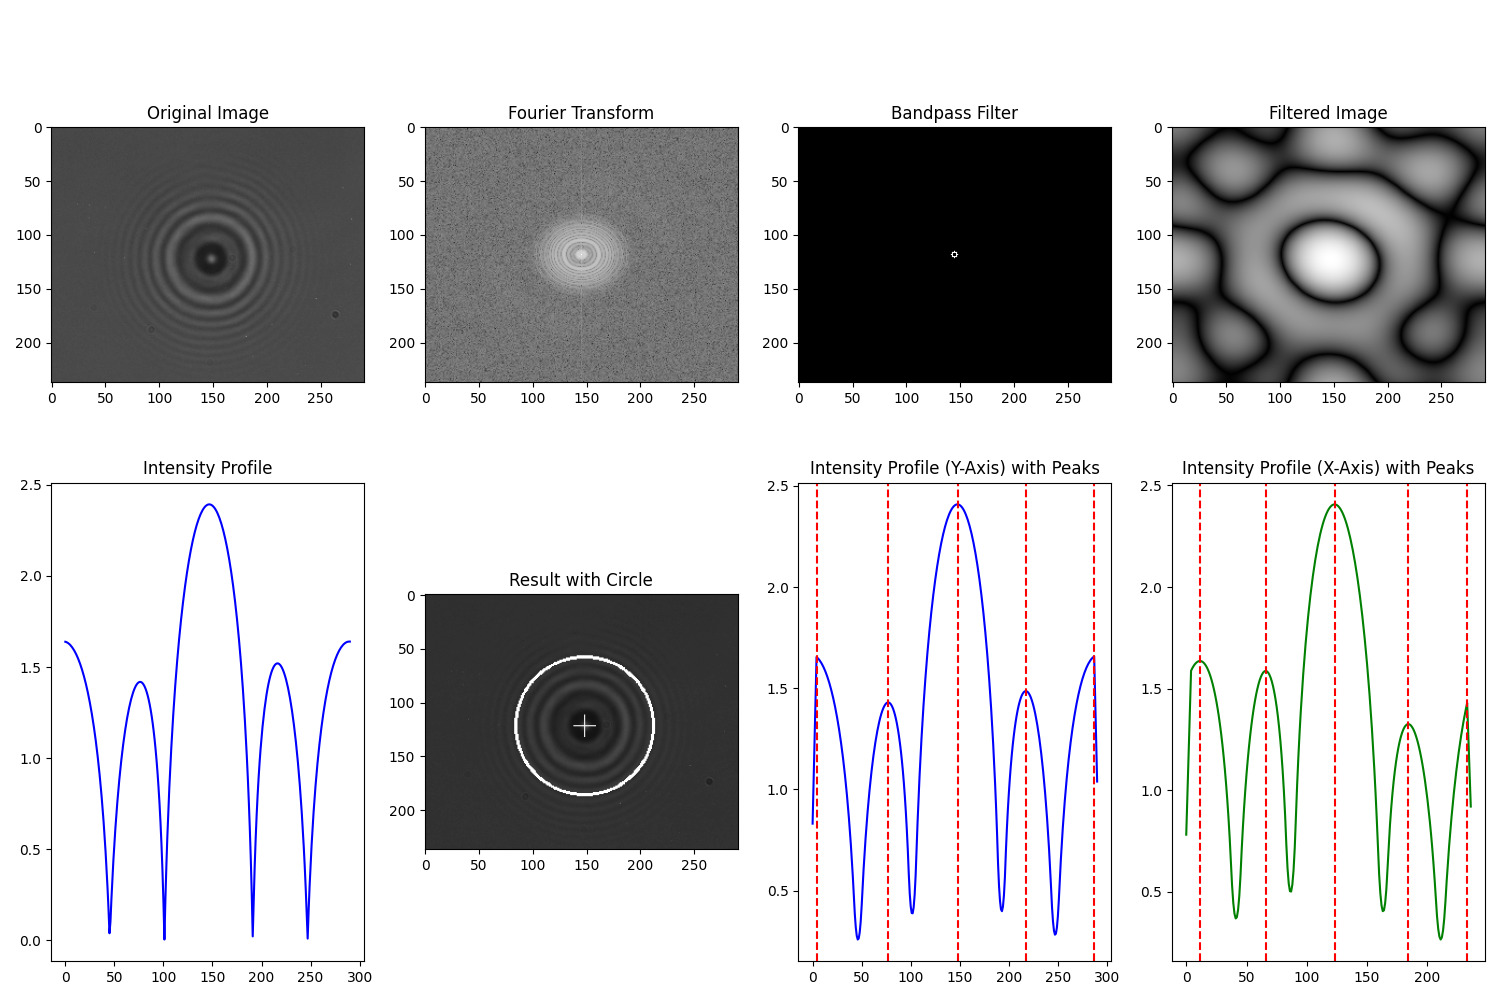 Original Image
Fourier Transform
Bandpass Filter
Filtered Image
0
50
100
150
200
0 50 100 150 200 250
0
50
100
150
200
0 50 100 150 200 250
0
50
100
150
200
0 50 100 150 200 250
0
50
100
150
200
0 50 100 150 200 250
Intensity Profile
2.5
2.0
1.5
1.0
0.5
0.0
0 50 100 150 200 250 300
Result with Circle
0
50
100
150
200
0 50 100 150 200 250
Intensity Profile (Y-Axis) with Peaks
2.5
2.0
1.5
1.0
0.5
0 50 100 150 200 250 300
Intensity Profile (X-Axis) with Peaks
2.5
2.0
1.5
1.0
0.5
0 50 100 150 200